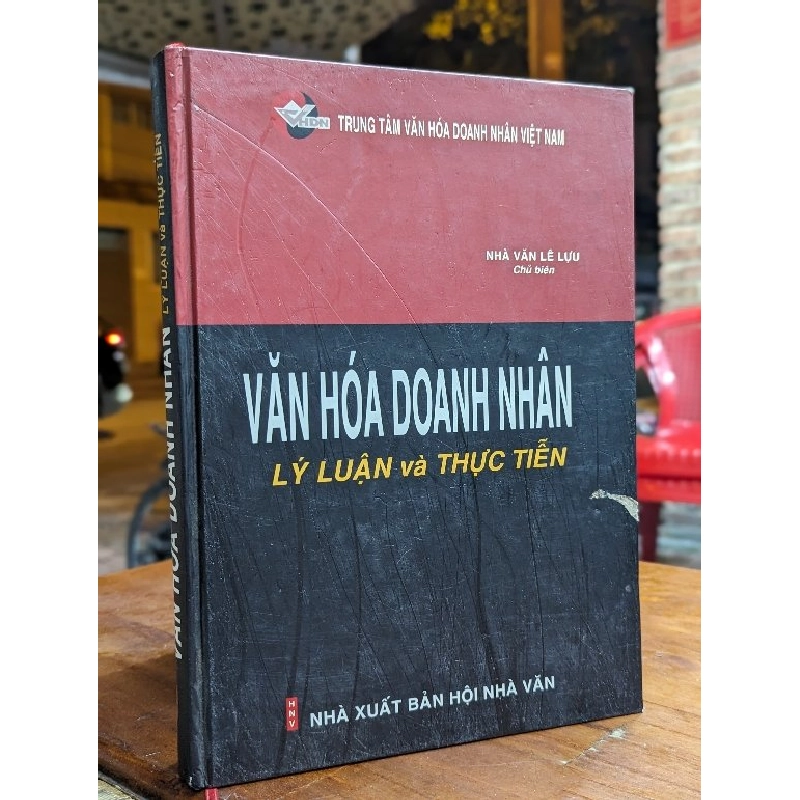 VHDN
TRUNG TÂM VĂN HÓA DOANH NHÂN VIỆT NAM
NHÀ VĂN LÊ LỰU
Chủ biên
VĂN HÓA DOANH NHÂN
LÝ LUẬN và THỰC TIỄN
HNV
NHÀ XUẤT BẢN HỘI NHÀ VĂN
VĂN HÓA DOANH NHÂN LÝ LUẬN và THỰC TIỄN